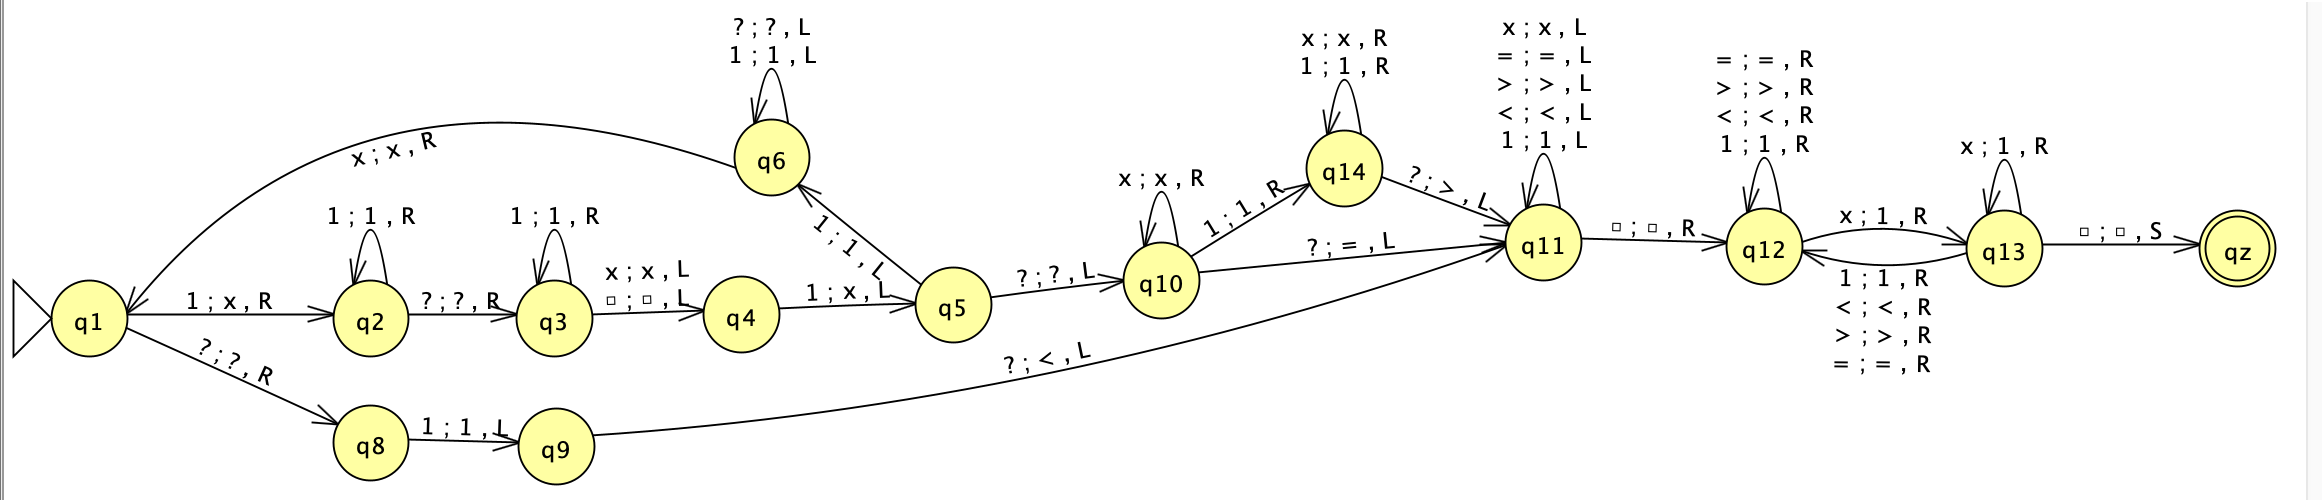 ? ; ? , L
1 ; 1 , L
q6
x ; x , R
1 ; 1 , R
1 ; 1 , R
q1
1 ; x , R
q2
? ; ? , R
q3
x ; x , L
□ ; □ , L
q4
1 ; x , L
q5
1 ; 1 , L
? ; ? , R
q8
1 ; 1 , L
q9
? ; < , L
? ; ? , L
x ; x , R
q10
1 ; 1 , R
? ; = , L
x ; x , R
1 ; 1 , R
q14
? ; > , L
x ; x , L
= ; = , L
> ; > , L
< ; < , L
1 ; 1 , L
q11
□ ; □ , R
= ; = , R
> ; > , R
< ; < , R
1 ; 1 , R
q12
x ; 1 , R
1 ; 1 , R
< ; < , R
> ; > , R
= ; = , R
x ; 1 , R
q13
□ ; □ , S
qz